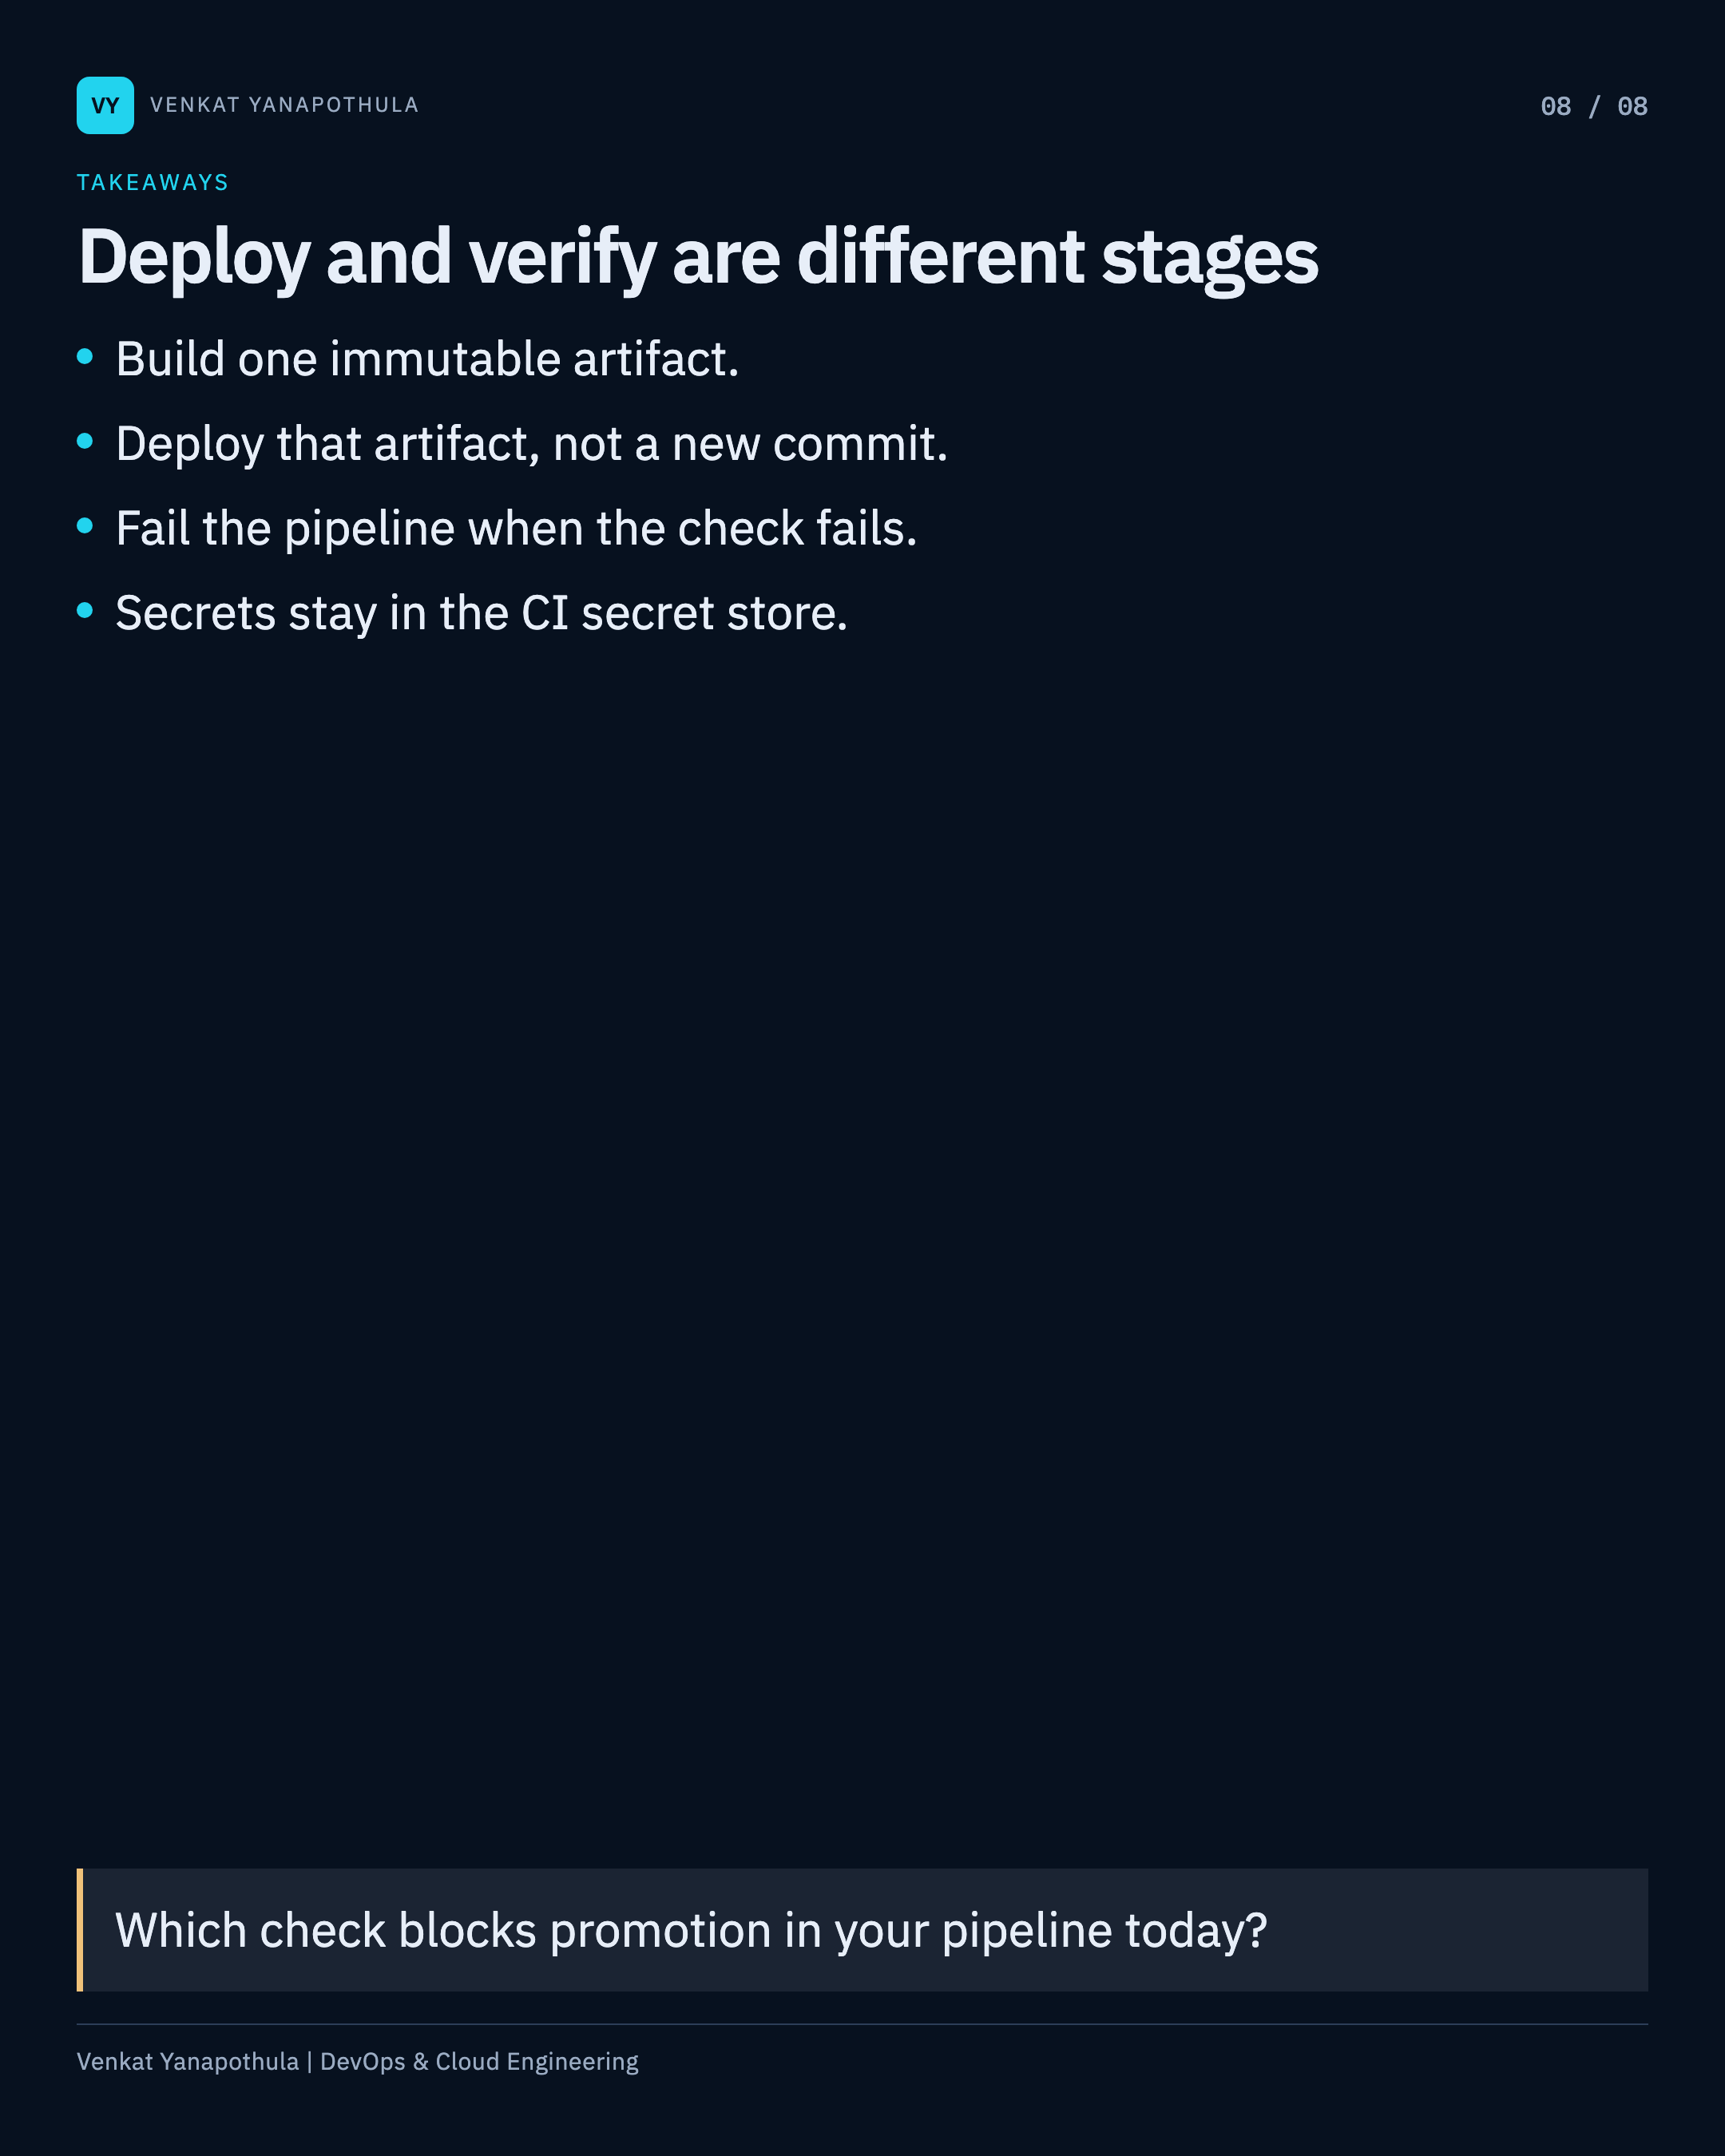 VY VENKAT YANAPOTHULA
08 / 08
TAKEAWAYS
Deploy and verify are different stages
Build one immutable artifact.
Deploy that artifact, not a new commit.
Fail the pipeline when the check fails.
Secrets stay in the CI secret store.
Which check blocks promotion in your pipeline today?
Venkat Yanapothula | DevOps & Cloud Engineering